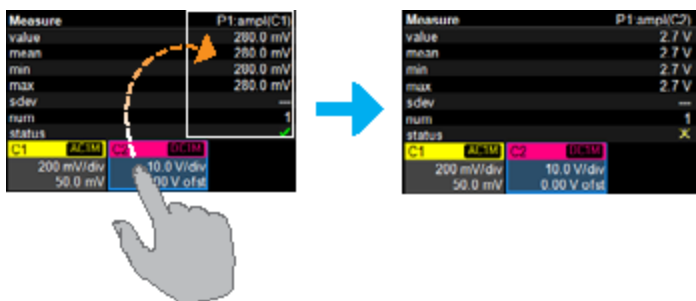 Measure P1:ampl(C1)
value 280.0 mV
mean 280.0 mV
min 280.0 mV
max 280.0 mV
sdev ---
num 1
status
C1 AC1M C2 DC1M
200 mV/div 10.0 V/div
50.0 mV 00 V ofst
Measure P1:ampl(C2)
value 2.7 V
mean 2.7 V
min 2.7 V
max 2.7 V
sdev ---
num 1
status
C1 AC1M C2 DC1M
200 mV/div 10.0 V/div
50.0 mV 0.00 V ofst